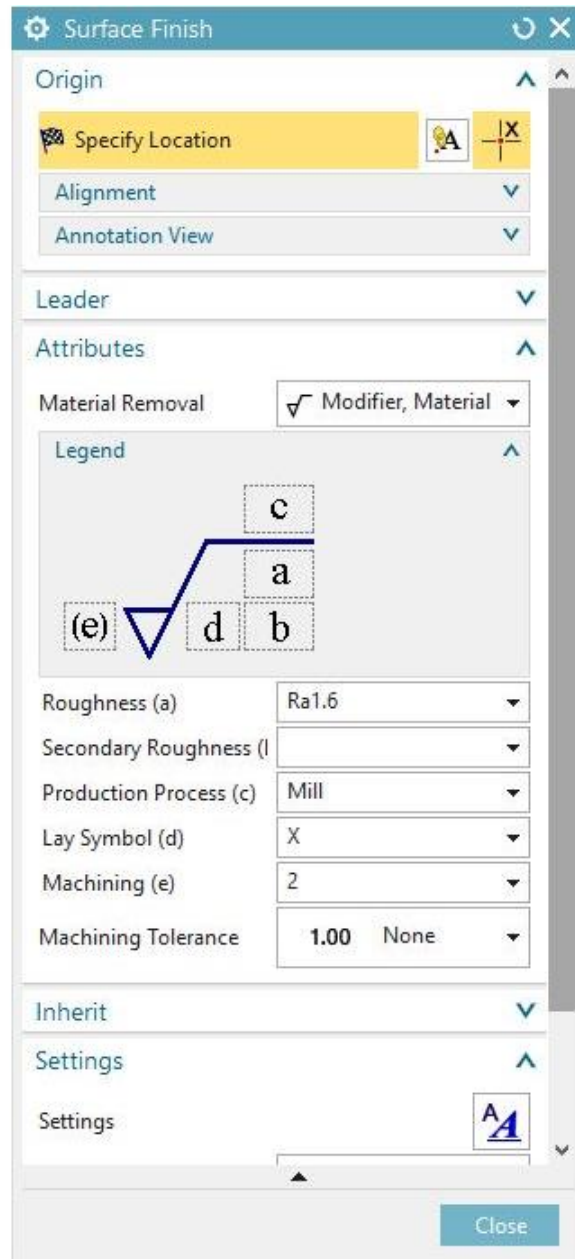 Surface Finish
Origin
Specify Location
Alignment
Annotation View
Leader
Attributes
Material Removal Modifier, Material
Legend
c
a
(e) d b
Roughness (a) Ra1.6
Secondary Roughness (
Production Process (c) Mill
Lay Symbol (d) X
Machining (e) 2
Machining Tolerance 1.00 None
Inherit
Settings
Settings
Close